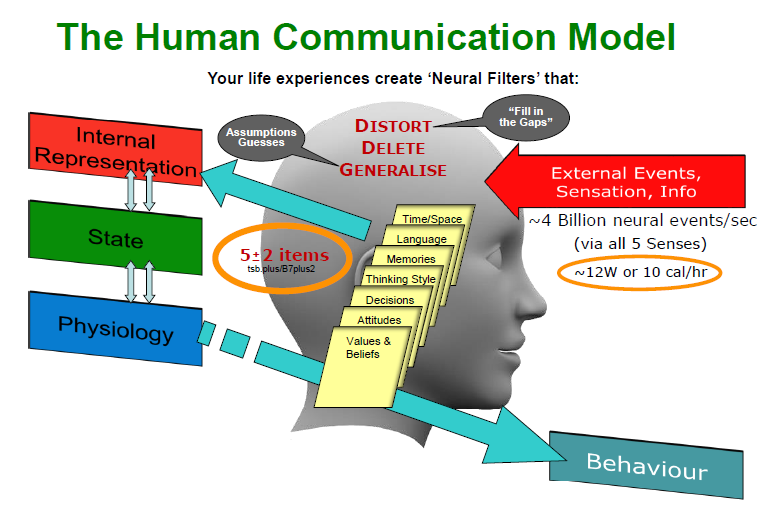 The Human Communication Model
Your life experiences create ‘Neural Filters’ that:
Internal
Representation
State
Physiology
Assumptions
Guesses
DISTORT
DELETE
GENERALISE
“Fill in
the Gaps”
External Events,
Sensation, Info
~4 Billion neural events/sec
(via all 5 Senses)
~12W or 10 cal/hr
5±2 items
tsb.plus/B7plus2
Time/Space
Language
Memories
Thinking Style
Decisions
Attitudes
Values &
Beliefs
Behaviour